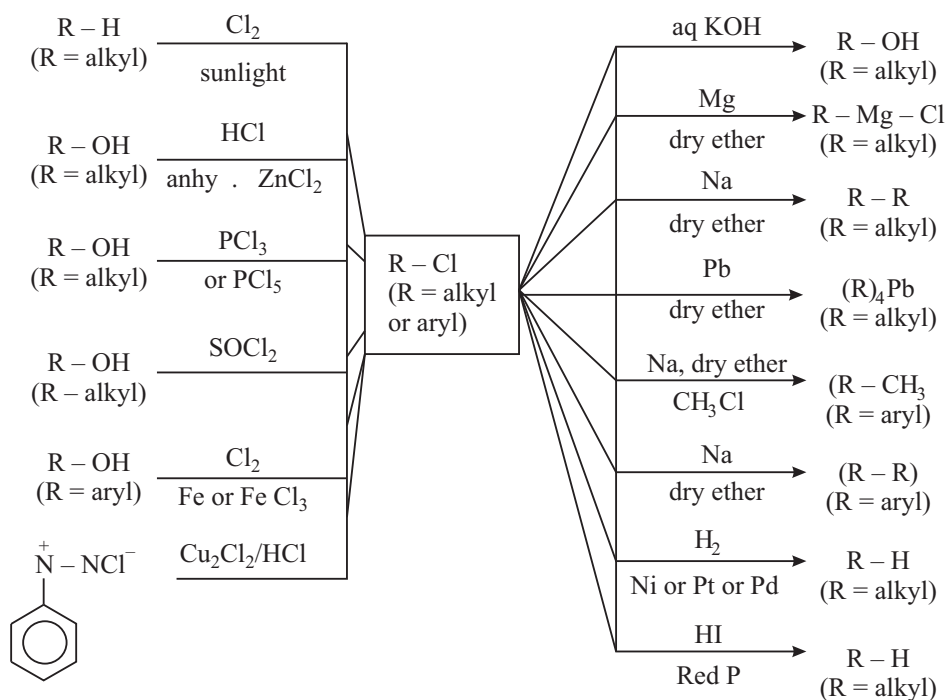 R – H
(R = alkyl)
Cl₂
sunlight
R – OH
(R = alkyl)
HCl
anhy . ZnCl₂
R – OH
(R = alkyl)
PCl₃
or PCl₅
R – OH
(R – alkyl)
SOCl₂
R – OH
(R = aryl)
Cl₂
Fe or Fe Cl₃
N⁺ – NCl⁻
Cu₂Cl₂/HCl
R – Cl
(R = alkyl
or aryl)
aq KOH
R – OH
(R = alkyl)
Mg
dry ether
R – Mg – Cl
(R = alkyl)
Na
dry ether
R – R
(R = alkyl)
Pb
dry ether
(R)₄Pb
(R = alkyl)
Na, dry ether
CH₃Cl
(R – CH₃
(R = aryl)
Na
dry ether
(R – R)
(R = aryl)
H₂
Ni or Pt or Pd
R – H
(R = alkyl)
HI
Red P
R – H
(R = alkyl)